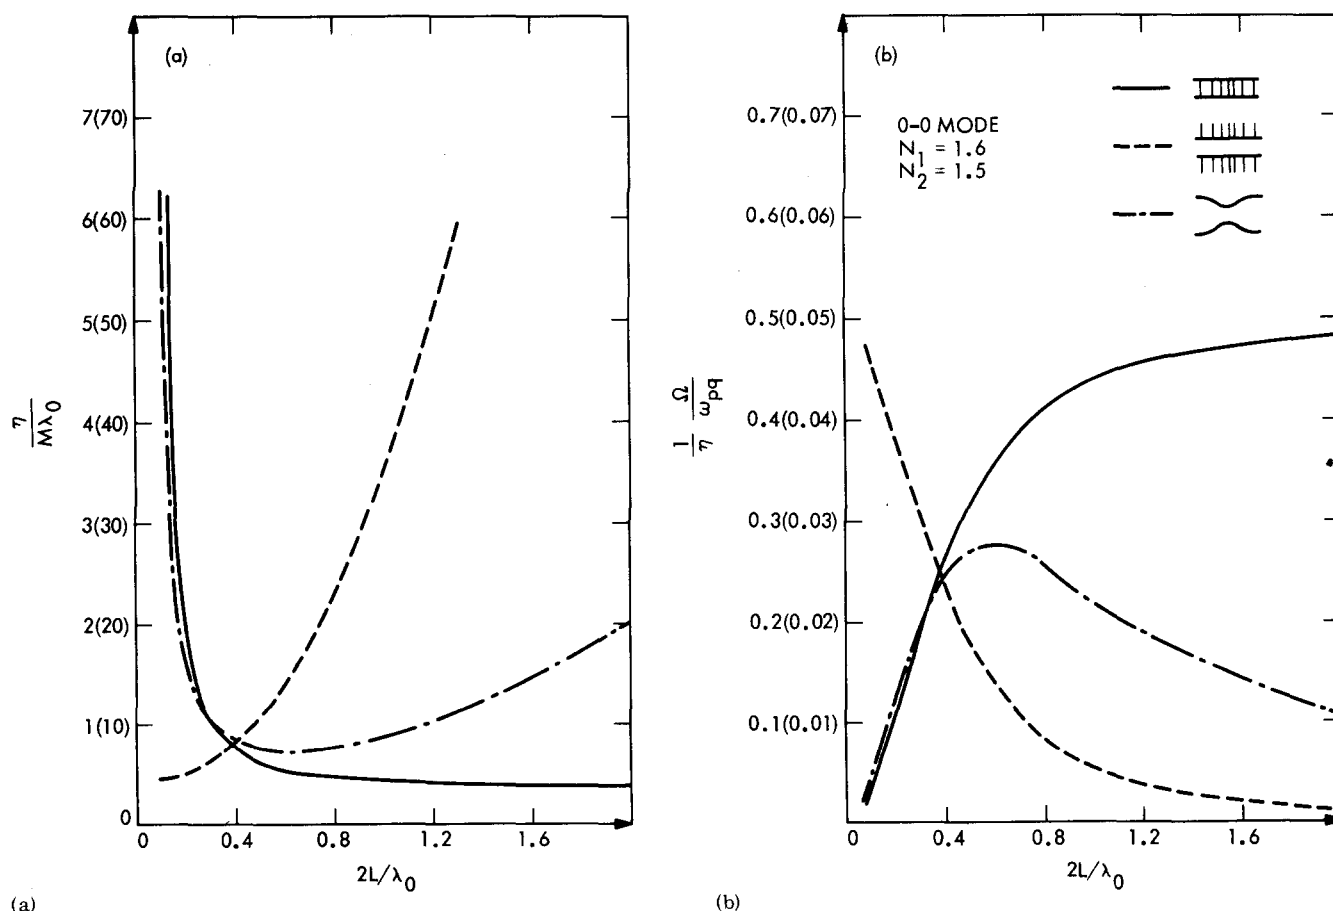 (a)
7(70)
6(60)
5(50)
4(40)
3(30)
2(20)
1(10)
0
η/Mλ0
0 0.4 0.8 1.2 1.6
2L/λ0
(a)
(b)
0-0 MODE
N1 = 1.6
N2 = 1.5
0.7(0.07)
0.6(0.06)
0.5(0.05)
0.4(0.04)
0.3(0.03)
0.2(0.02)
0.1(0.01)
1/η Ω/ωpq
0 0.4 0.8 1.2 1.6
2L/λ0
(b)